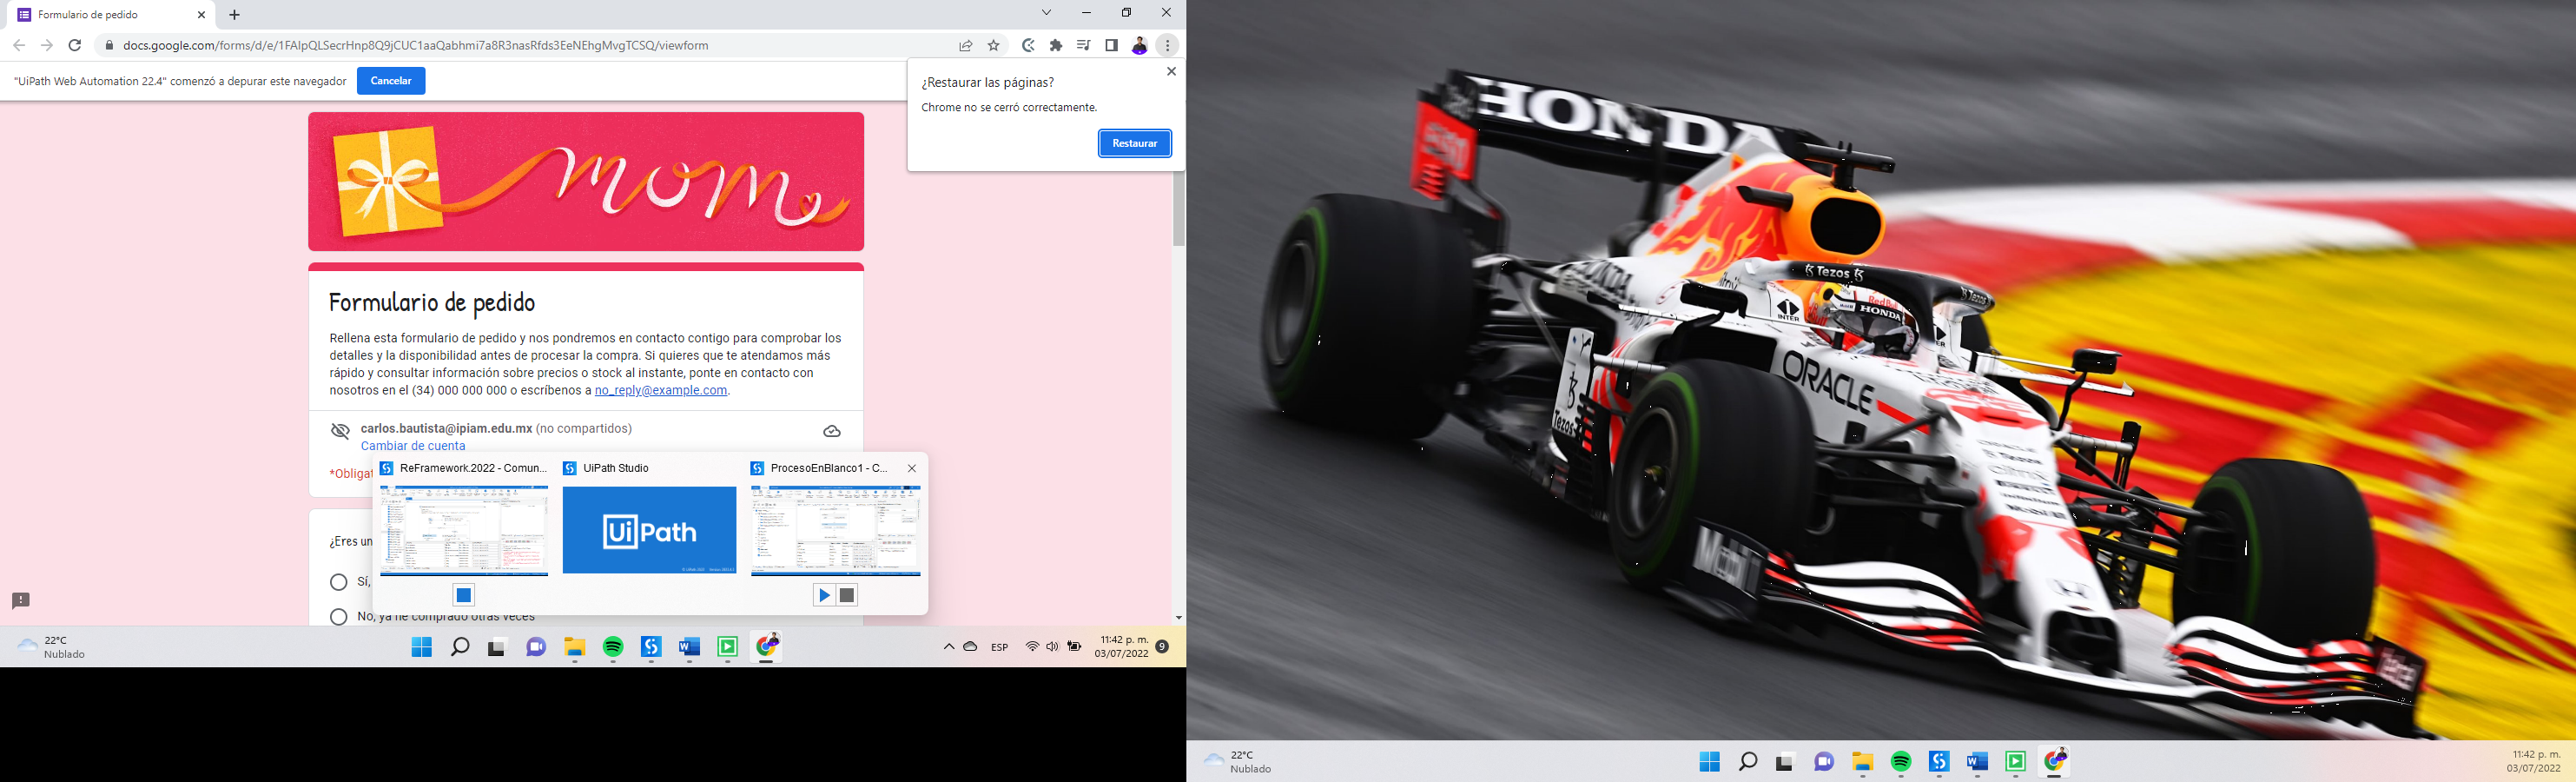 Formulario de pedido
docs.google.com/forms/d/e/1FAIpQLSecrHnp8Q9jCUC1aaQabhmi7a8R3nasRfds3EeNEhgMvgTCSQ/viewform
"UiPath Web Automation 22.4" comenzó a depurar este navegador
Cancelar
¿Restaurar las páginas?
Chrome no se cerró correctamente.
Restaurar
mom
Formulario de pedido
Rellena esta formulario de pedido y nos pondremos en contacto contigo para comprobar los
detalles y la disponibilidad antes de procesar la compra. Si quieres que te atendamos más
rápido y consultar información sobre precios o stock al instante, ponte en contacto con
nosotros en el (34) 000 000 000 o escríbenos a no_reply@example.com.
carlos.bautista@ipiam.edu.mx (no compartidos)
Cambiar de cuenta
*Obligat
ReFramework.2022 - Comun...
UiPath Studio
ProcesoEnBlanco1 - C...
UiPath
¿Eres un
Sí,
No, ya he comprado otras veces
22°C
Nublado
ESP
11:42 p. m.
03/07/2022
9
HONDA
Tezos
Tezos
RedBull
HONDA
INTER
ORACLE
Tezos
Mobil
22°C
Nublado
11:42 p. m.
03/07/2022